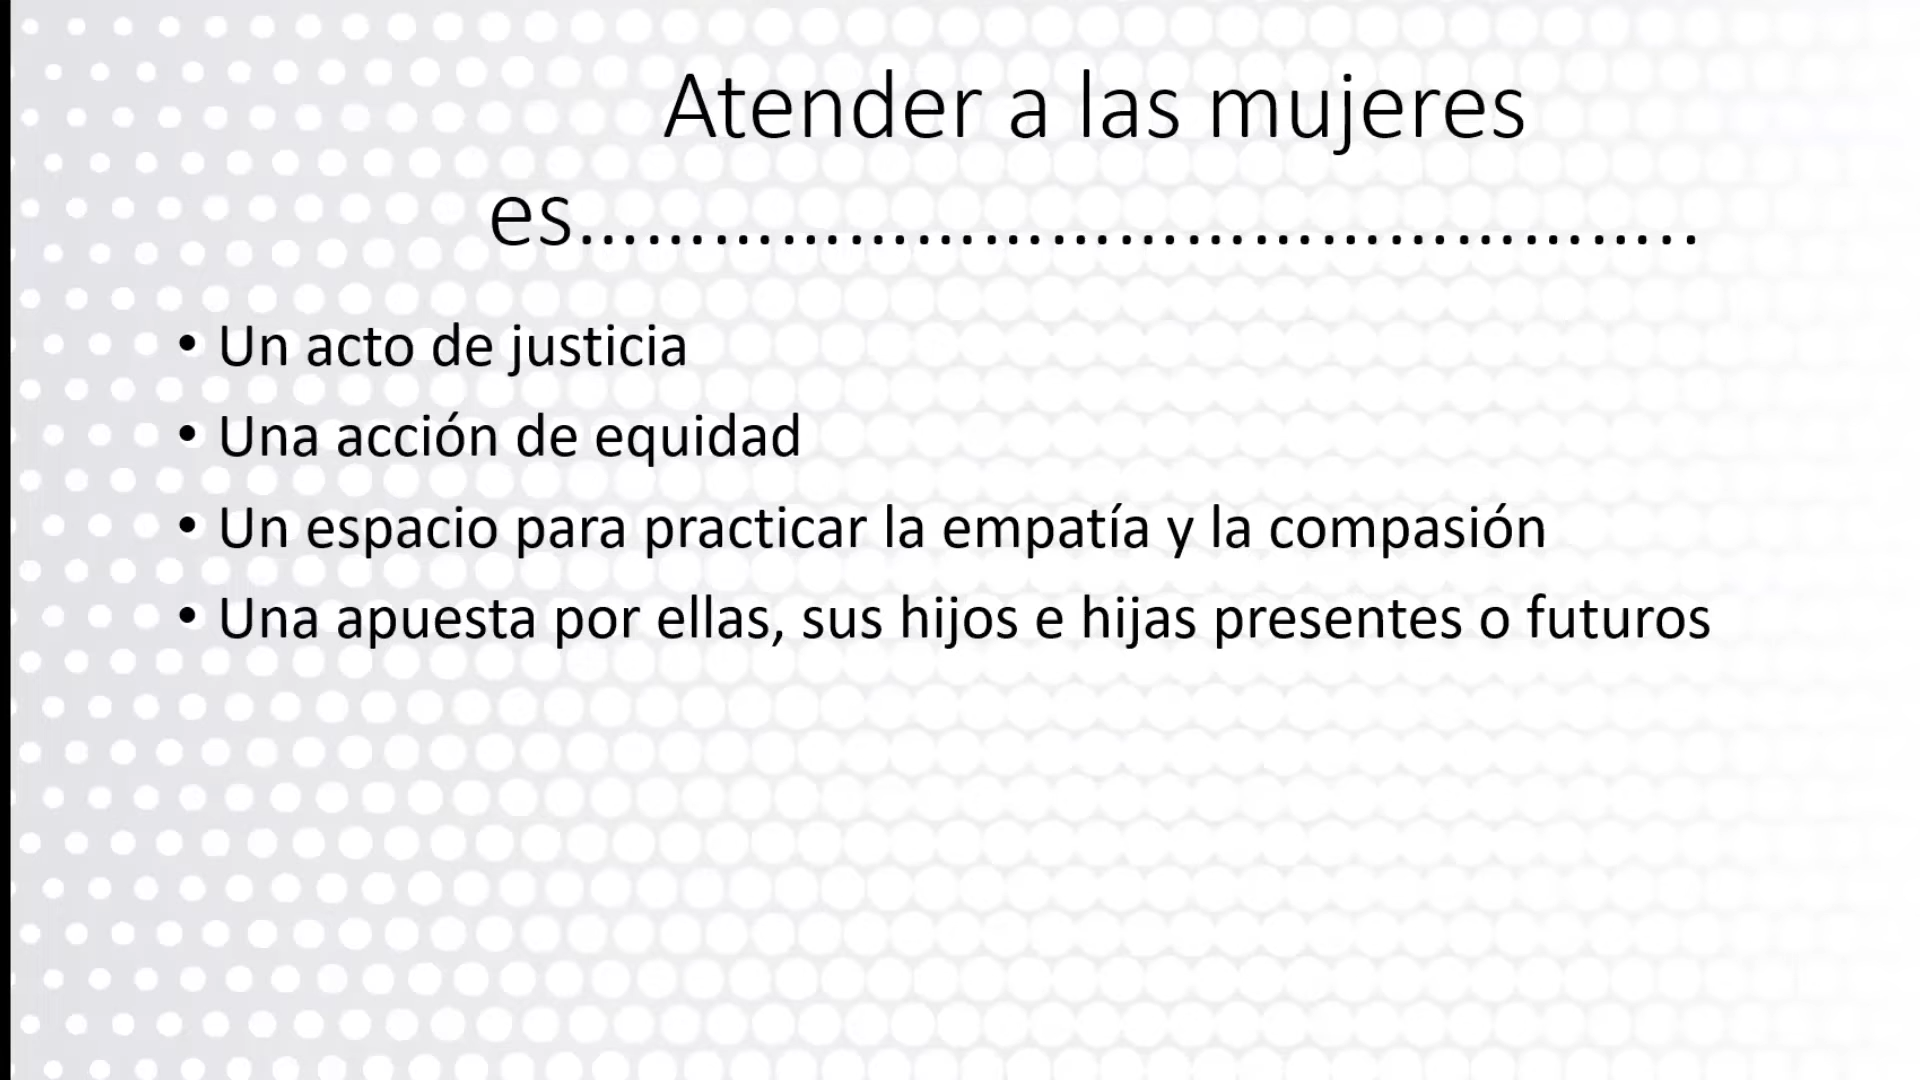 Atender a las mujeres
es……………………………………………..
• Un acto de justicia
• Una acción de equidad
• Un espacio para practicar la empatía y la compasión
• Una apuesta por ellas, sus hijos e hijas presentes o futuros